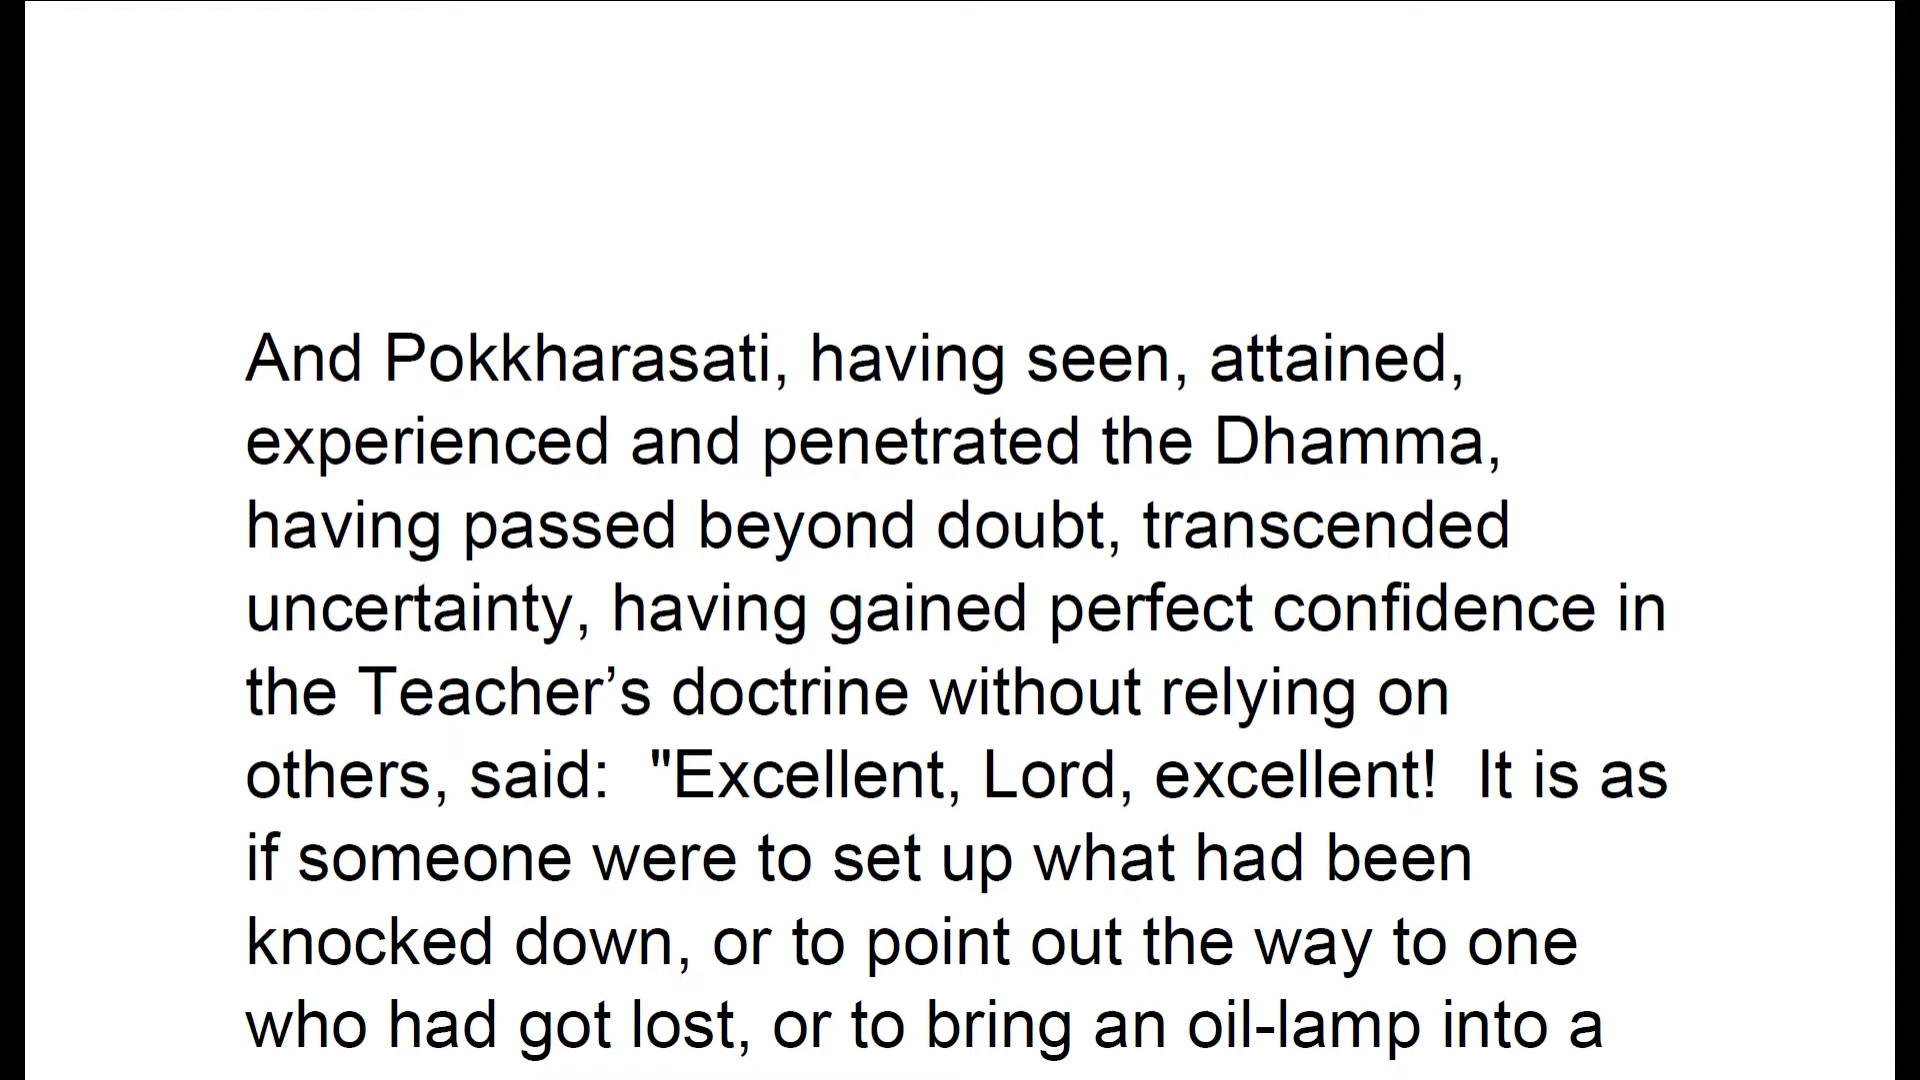 And Pokkharasati, having seen, attained,
experienced and penetrated the Dhamma,
having passed beyond doubt, transcended
uncertainty, having gained perfect confidence in
the Teacher’s doctrine without relying on
others, said:  "Excellent, Lord, excellent!  It is as
if someone were to set up what had been
knocked down, or to point out the way to one
who had got lost, or to bring an oil-lamp into a